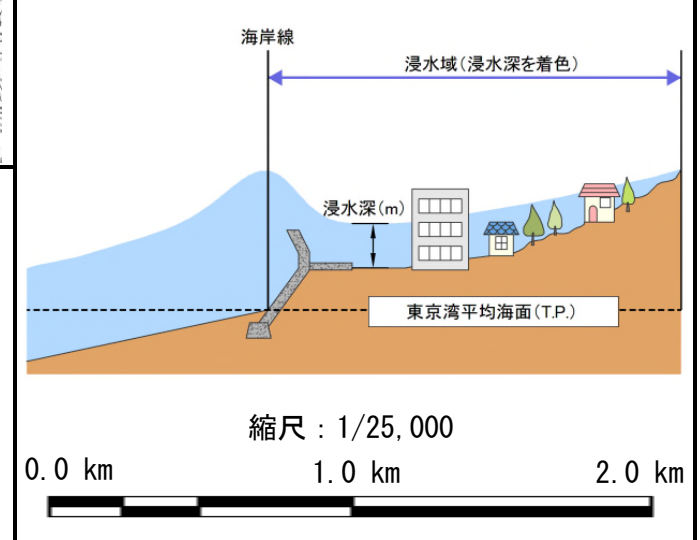 海岸線
浸水域(浸水深を着色)
浸水深(m)
東京湾平均海面(T.P.)
縮尺：1/25,000
0.0 km 1.0 km 2.0 km